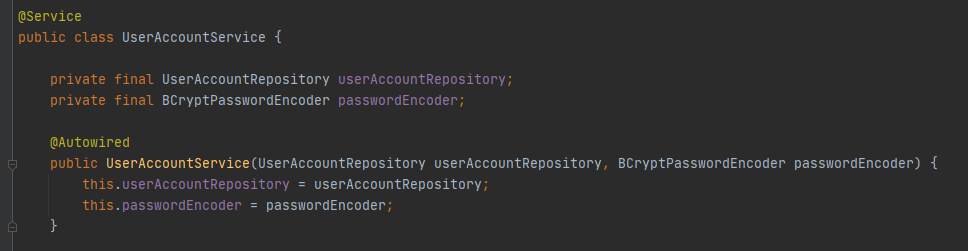 @Service
public class UserAccountService {
private final UserAccountRepository userAccountRepository;
private final BCryptPasswordEncoder passwordEncoder;
@Autowired
public UserAccountService(UserAccountRepository userAccountRepository, BCryptPasswordEncoder passwordEncoder) {
this.userAccountRepository = userAccountRepository;
this.passwordEncoder = passwordEncoder;
}